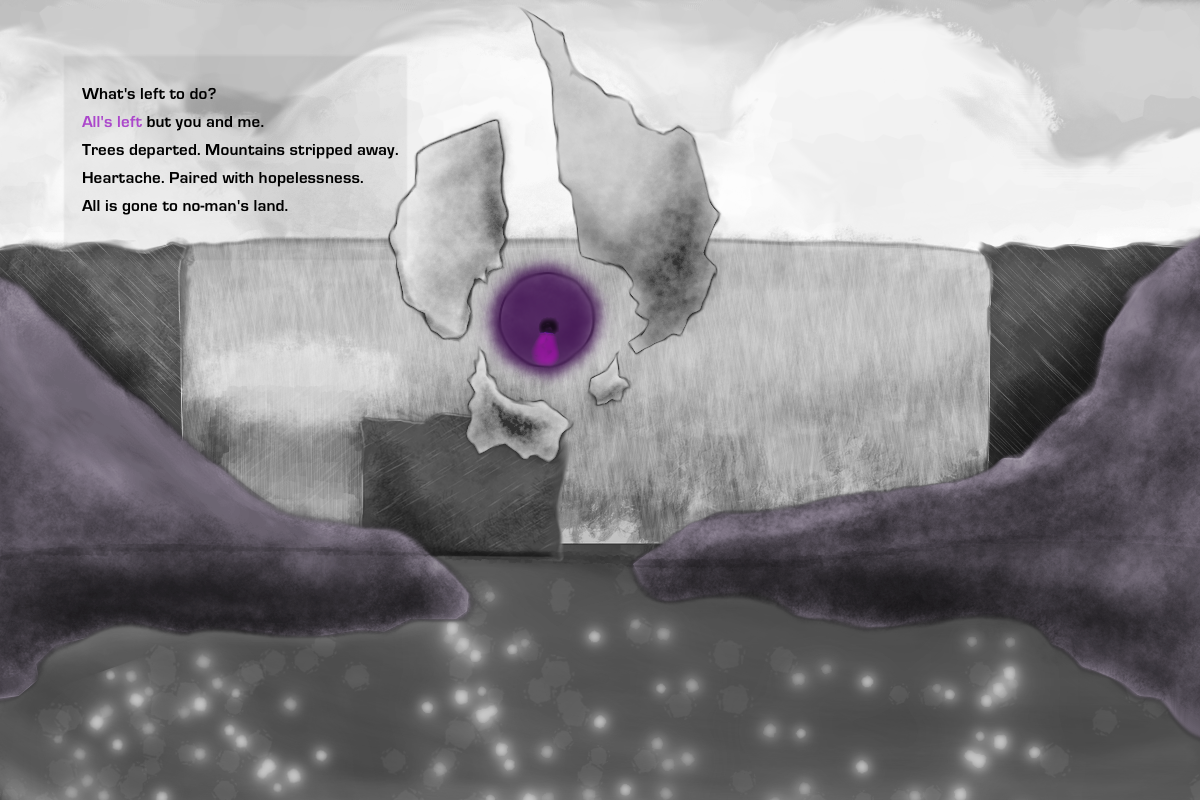 What's left to do?
All's left but you and me.
Trees departed. Mountains stripped away.
Heartache. Paired with hopelessness.
All is gone to no-man's land.